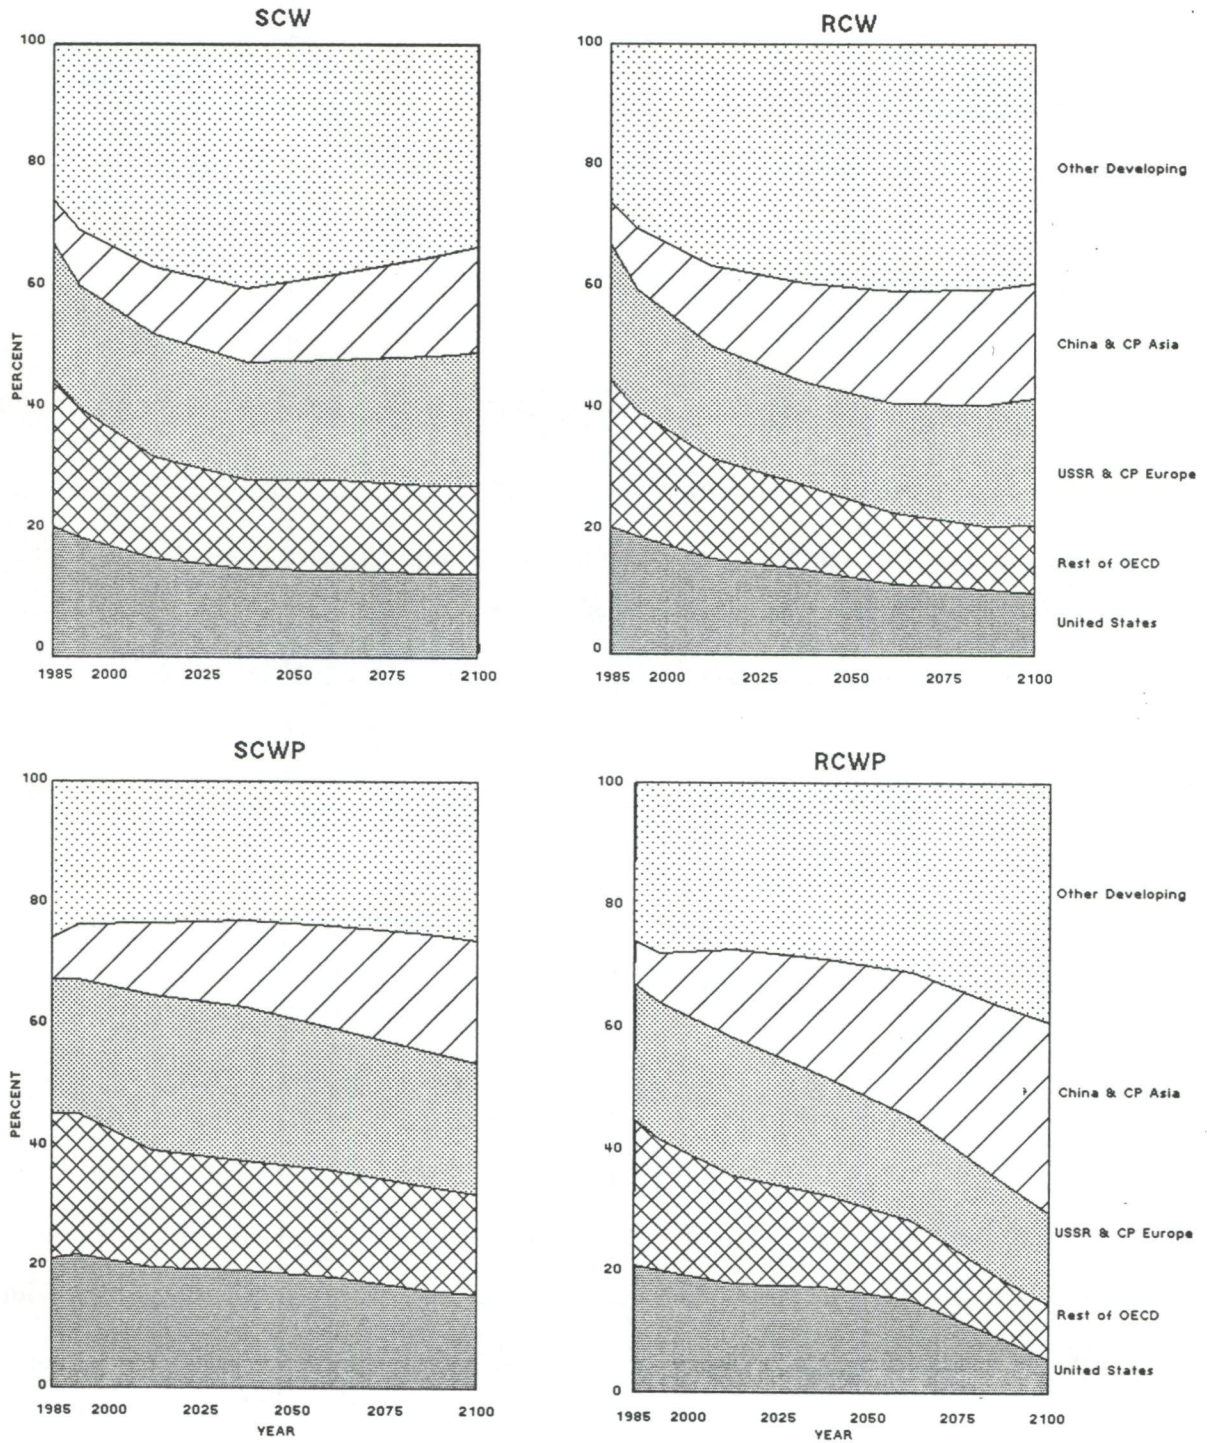 SCW
100
80
60
40
20
0
PERCENT
1985 2000 2025 2050 2075 2100
RCW
100
80
60
40
20
0
1985 2000 2025 2050 2075 2100
Other Developing
China & CP Asia
USSR & CP Europe
Rest of OECD
United States
SCWP
100
80
60
40
20
0
PERCENT
1985 2000 2025 2050 2075 2100
YEAR
RCWP
100
80
60
40
20
0
1985 2000 2025 2050 2075 2100
YEAR
Other Developing
China & CP Asia
USSR & CP Europe
Rest of OECD
United States